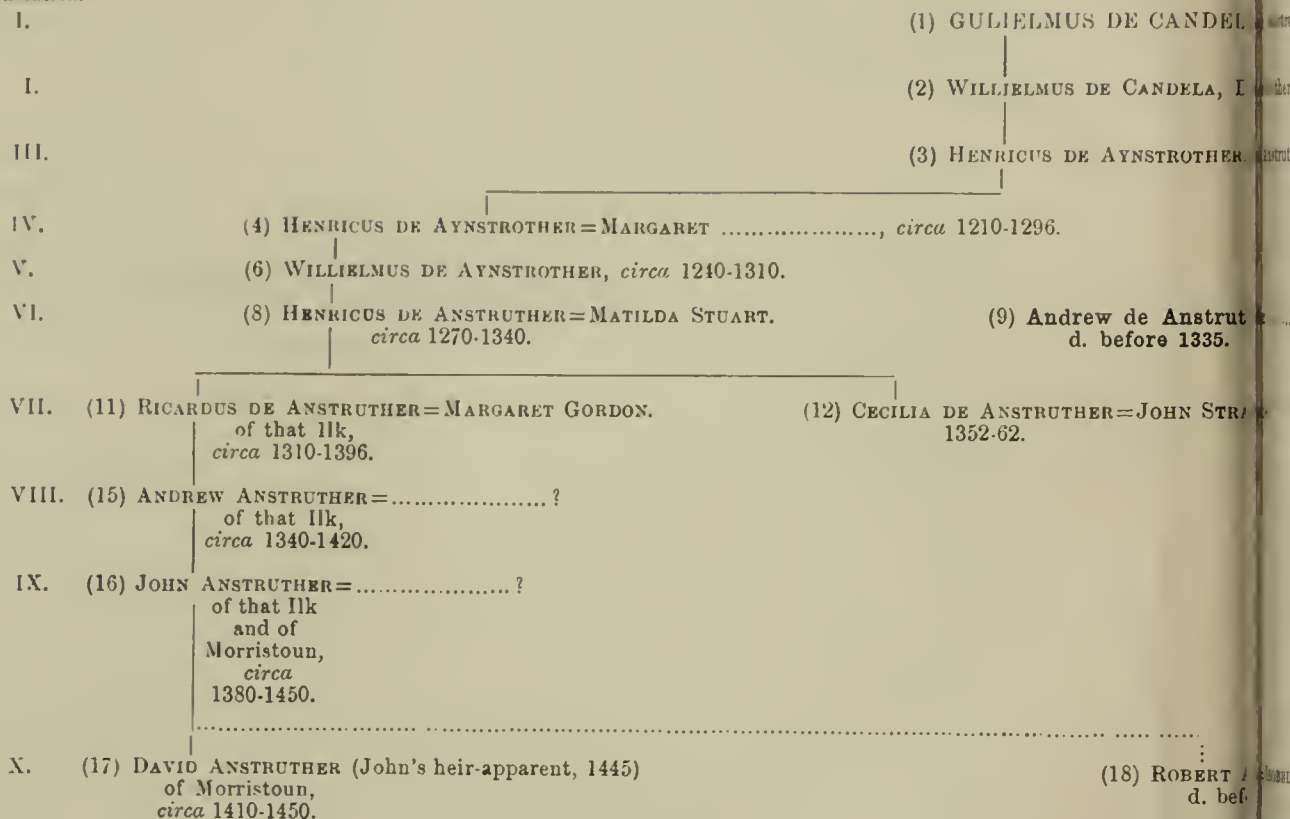 I. (1) GULIELMUS DE CANDEL
I. (2) WILLIELMUS DE CANDELA,
III. (3) HENRICUS DE AYNSTROTHER
IV. (4) HENRICUS DE AYNSTROTHER=MARGARET ....................., circa 1210-1296.
V. (6) WILLIELMUS DE AYNSTROTHER, circa 1240-1310.
VI. (8) HENRICUS DE ANSTRUTHER=MATILDA STUART. (9) Andrew de Anstrut
circa 1270-1340. d. before 1335.
VII. (11) RICARDUS DE ANSTRUTHER=MARGARET GORDON. (12) CECILIA DE ANSTRUTHER=JOHN STRA
of that Ilk, 1352-62.
circa 1310-1396.
VIII. (15) ANDREW ANSTRUTHER=......................?
of that Ilk,
circa 1340-1420.
IX. (16) JOHN ANSTRUTHER=......................?
of that Ilk
and of
Morristoun,
circa
1380-1450.
X. (17) DAVID ANSTRUTHER (John's heir-apparent, 1445) (18) ROBERT
of Morristoun, d. bef
circa 1410-1450.